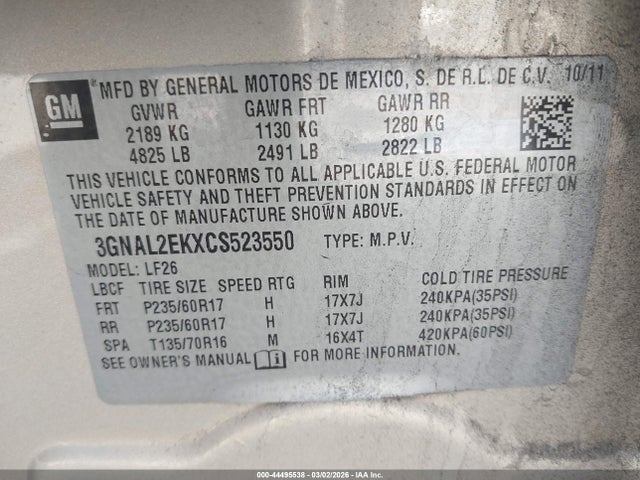 GM
MFD BY GENERAL MOTORS DE MEXICO, S. DE R.L. DE C.V. 10/11
GVWR GAWR FRT GAWR RR
2189 KG 1130 KG 1280 KG
4825 LB 2491 LB 2822 LB
THIS VEHICLE CONFORMS TO ALL APPLICABLE U.S. FEDERAL MOTOR
VEHICLE SAFETY AND THEFT PREVENTION STANDARDS IN EFFECT ON
THE DATE OF MANUFACTURE SHOWN ABOVE.
3GNAL2EKXCS523550 TYPE: M.P.V.
MODEL: LF26
LBCF TIRE SIZE SPEED RTG RIM COLD TIRE PRESSURE
FRT P235/60R17 H 17X7J 240KPA(35PSI)
RR P235/60R17 H 17X7J 240KPA(35PSI)
SPA T135/70R16 M 16X4T 420KPA(60PSI)
SEE OWNER'S MANUAL FOR MORE INFORMATION.
000-44495538 - 03/02/2026 - IAA Corp.